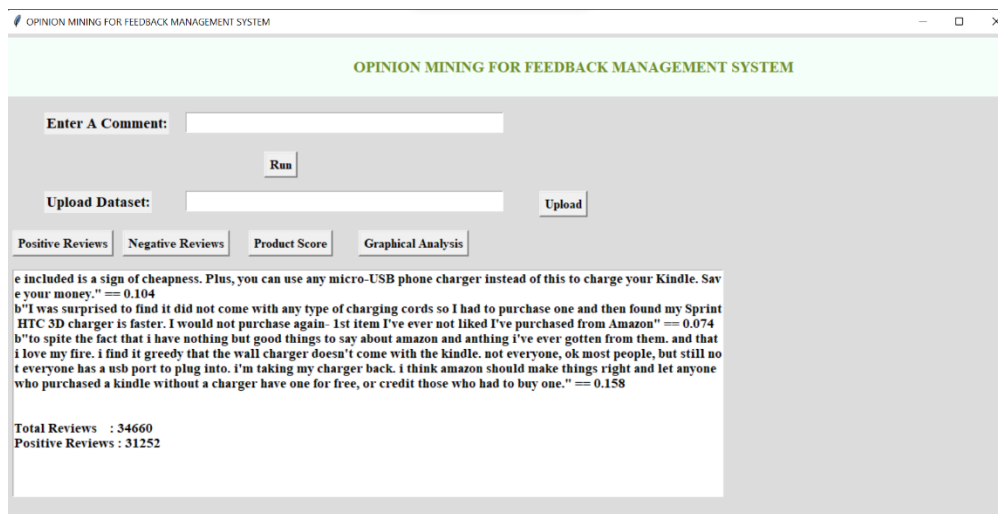 OPINION MINING FOR FEEDBACK MANAGEMENT SYSTEM
OPINION MINING FOR FEEDBACK MANAGEMENT SYSTEM
Enter A Comment:
Run
Upload Dataset:
Upload
Positive Reviews Negative Reviews Product Score Graphical Analysis
e included is a sign of cheapness. Plus, you can use any micro-USB phone charger instead of this to charge your Kindle. Sav
e your money." == 0.104
b"I was surprised to find it did not come with any type of charging cords so I had to purchase one and then found my Sprint
HTC 3D charger is faster. I would not purchase again- 1st item I've ever not liked I've purchased from Amazon" == 0.074
b"to spite the fact that i have nothing but good things to say about amazon and anthing i've ever gotten from them. and that
i love my fire. i find it greedy that the wall charger doesn't come with the kindle. not everyone, ok most people, but still no
t everyone has a usb port to plug into. i'm taking my charger back. i think amazon should make things right and let anyone
who purchased a kindle without a charger have one for free, or credit those who had to buy one." == 0.158
Total Reviews : 34660
Positive Reviews : 31252